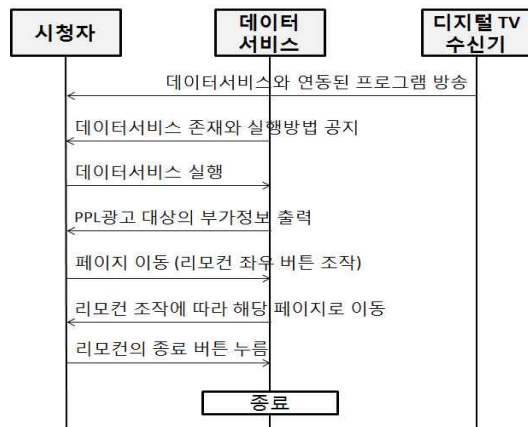 시청자
데이터
서비스
디지털 TV
수신기
데이터서비스와 연동된 프로그램 방송
데이터서비스 존재와 실행방법 공지
데이터서비스 실행
PPL광고 대상의 부가정보 출력
페이지 이동 (리모컨 좌우 버튼 조작)
리모컨 조작에 따라 해당 페이지로 이동
리모컨의 종료 버튼 누름
종료